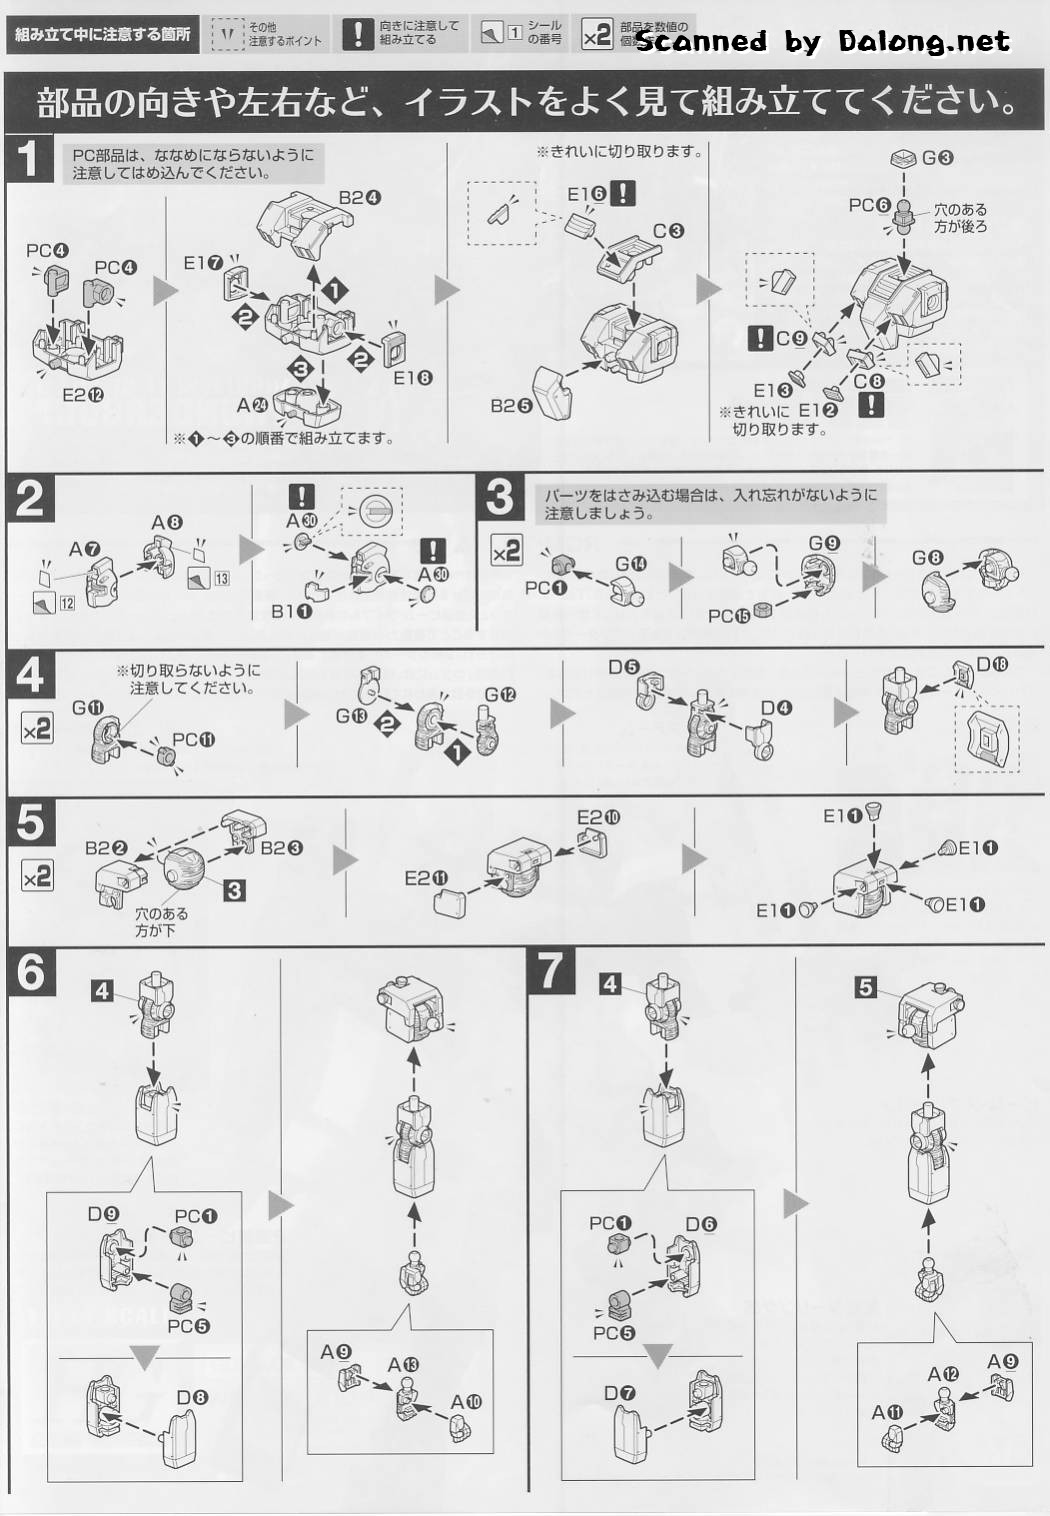 組み立て中に注意する箇所
その他
注意するポイント
!
向きに注意して
組み立てる
1
シール
の番号
×2
部品を数値の
Scanned by Dalong.net
部品の向きや左右など、イラストをよく見て組み立ててください。
1
PC部品は、ななめにならないように
注意してはめ込んでください。
PC❹
PC❹
E2⓬
B2❹
E1❼
❶
❷
❷
❸
E1❽
A㉔
※❶～❸の順番で組み立てます。
※きれいに切り取ります。
E1❻
!
C❸
B2❺
G❸
PC❻
穴のある
方が後ろ
!
C❾
E1❸
C❽
E1❷
!
※きれいに
切り取ります。
2
A❽
A❼
12
13
!
A㉚
!
A㉚
B1❶
3
パーツをはさみ込む場合は、入れ忘れがないように
注意しましょう。
×2
PC❶
G⓮
G❾
PC⓯
G❽
4
×2
※切り取らないように
注意してください。
G⓫
PC⓫
G⓭
❷
G⓬
❶
D❺
D❹
D⓲
5
×2
B2❷
B2❸
3
穴のある
方が下
E2❿
E2⓫
E1❶
E1❶
E1❶
E1❶
6
4
D❾
PC❶
PC❺
D❽
A❾
A⓭
A❿
7
4
5
PC❶
D❻
PC❺
D❼
A⓬
A❾
A⓫